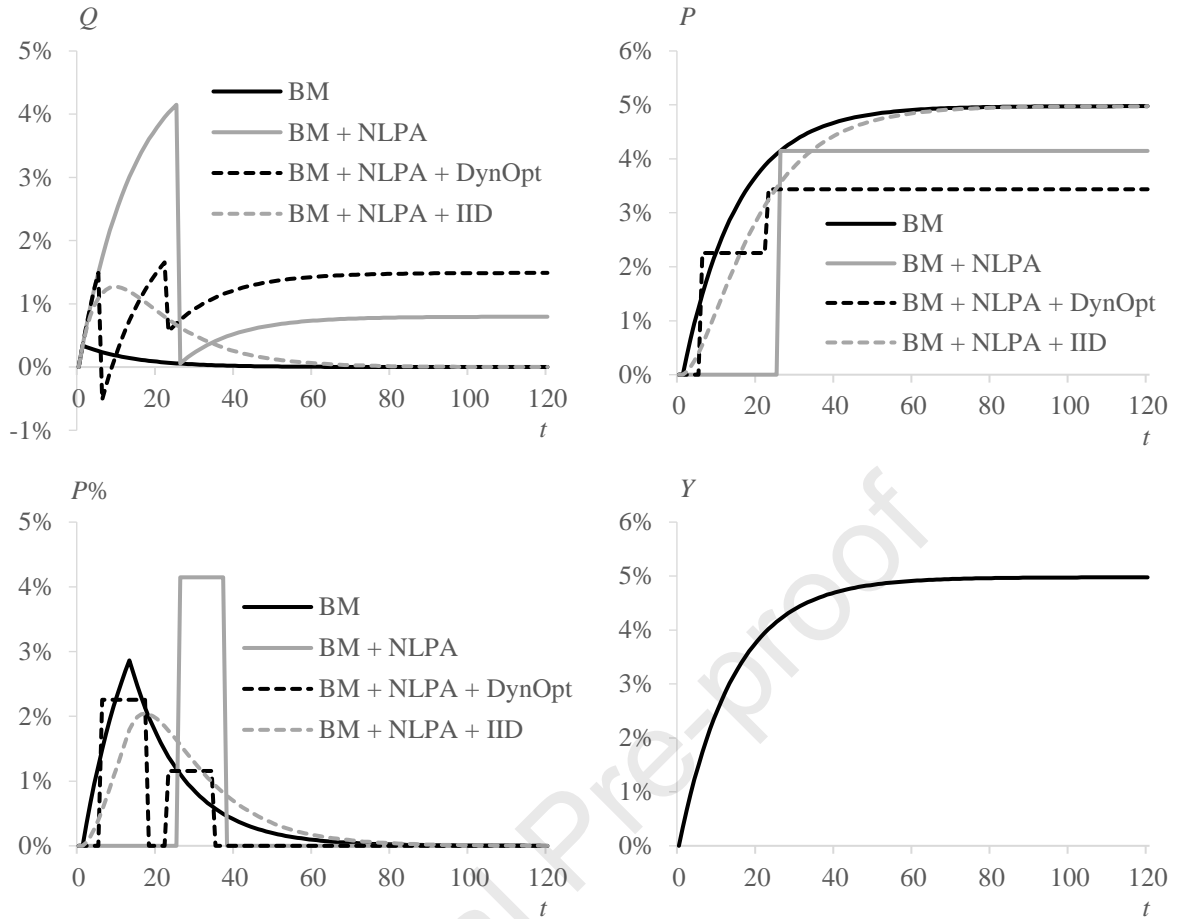 Q
5%
4%
3%
2%
1%
0%
-1%
0 20 40 60 80 100 120
t
BM
BM + NLPA
BM + NLPA + DynOpt
BM + NLPA + IID
P
6%
5%
4%
3%
2%
1%
0%
0 20 40 60 80 100 120
t
BM
BM + NLPA
BM + NLPA + DynOpt
BM + NLPA + IID
P%
5%
4%
3%
2%
1%
0%
0 20 40 60 80 100 120
t
BM
BM + NLPA
BM + NLPA + DynOpt
BM + NLPA + IID
Y
6%
5%
4%
3%
2%
1%
0%
0 20 40 60 80 100 120
t
al Pre-proof